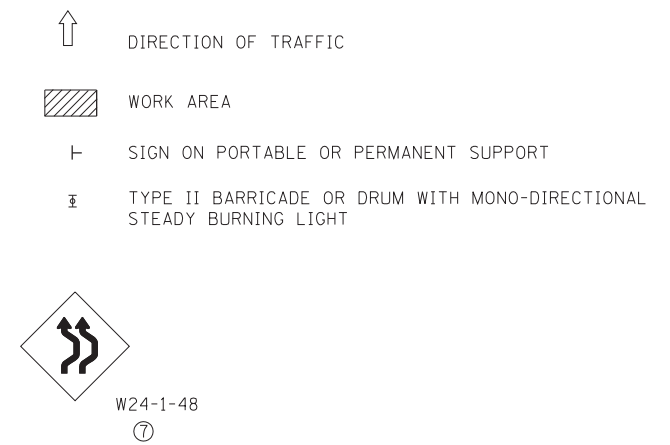 DIRECTION OF TRAFFIC
WORK AREA
SIGN ON PORTABLE OR PERMANENT SUPPORT
TYPE II BARRICADE OR DRUM WITH MONO-DIRECTIONAL
STEADY BURNING LIGHT
W24-1-48
7